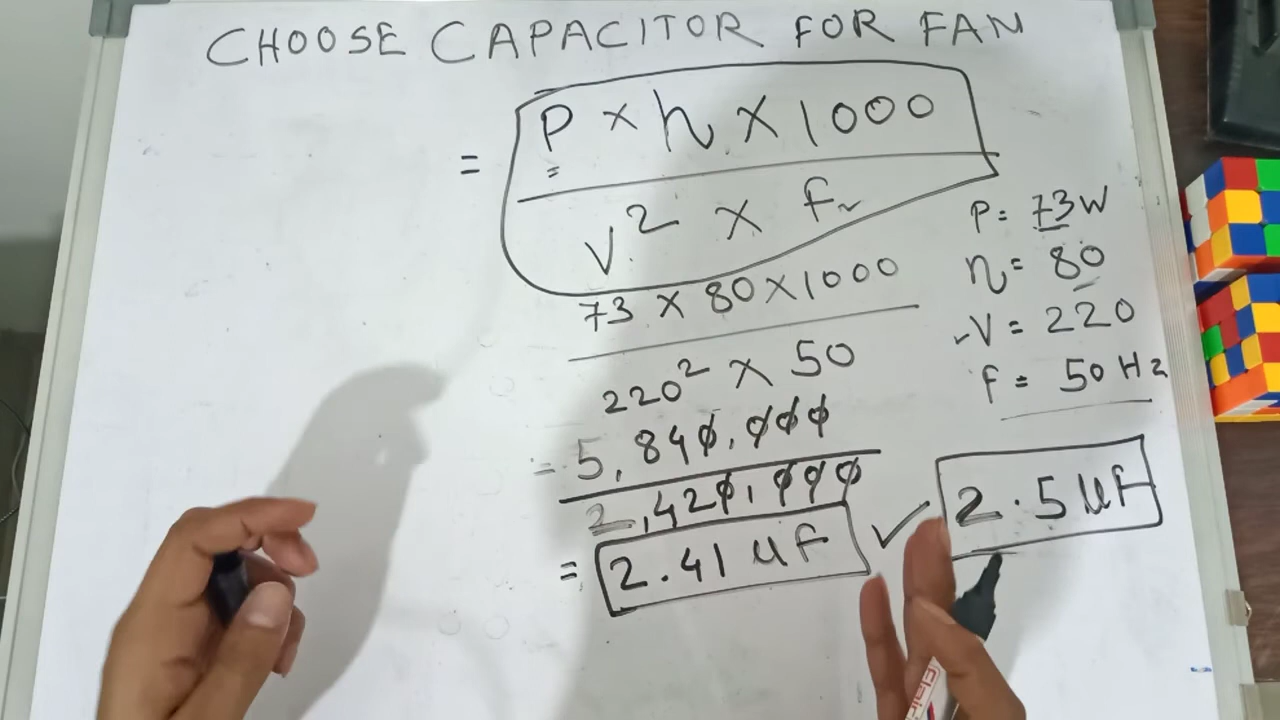 CHOOSE CAPACITOR FOR FAN
= P × η × 1000
V² × f
P = 73W
η = 80
V = 220
f = 50 Hz
73 × 80 × 1000
220² × 50
= 5,840,000
2,420,000
= 2.41 uF ✓ 2.5 uF